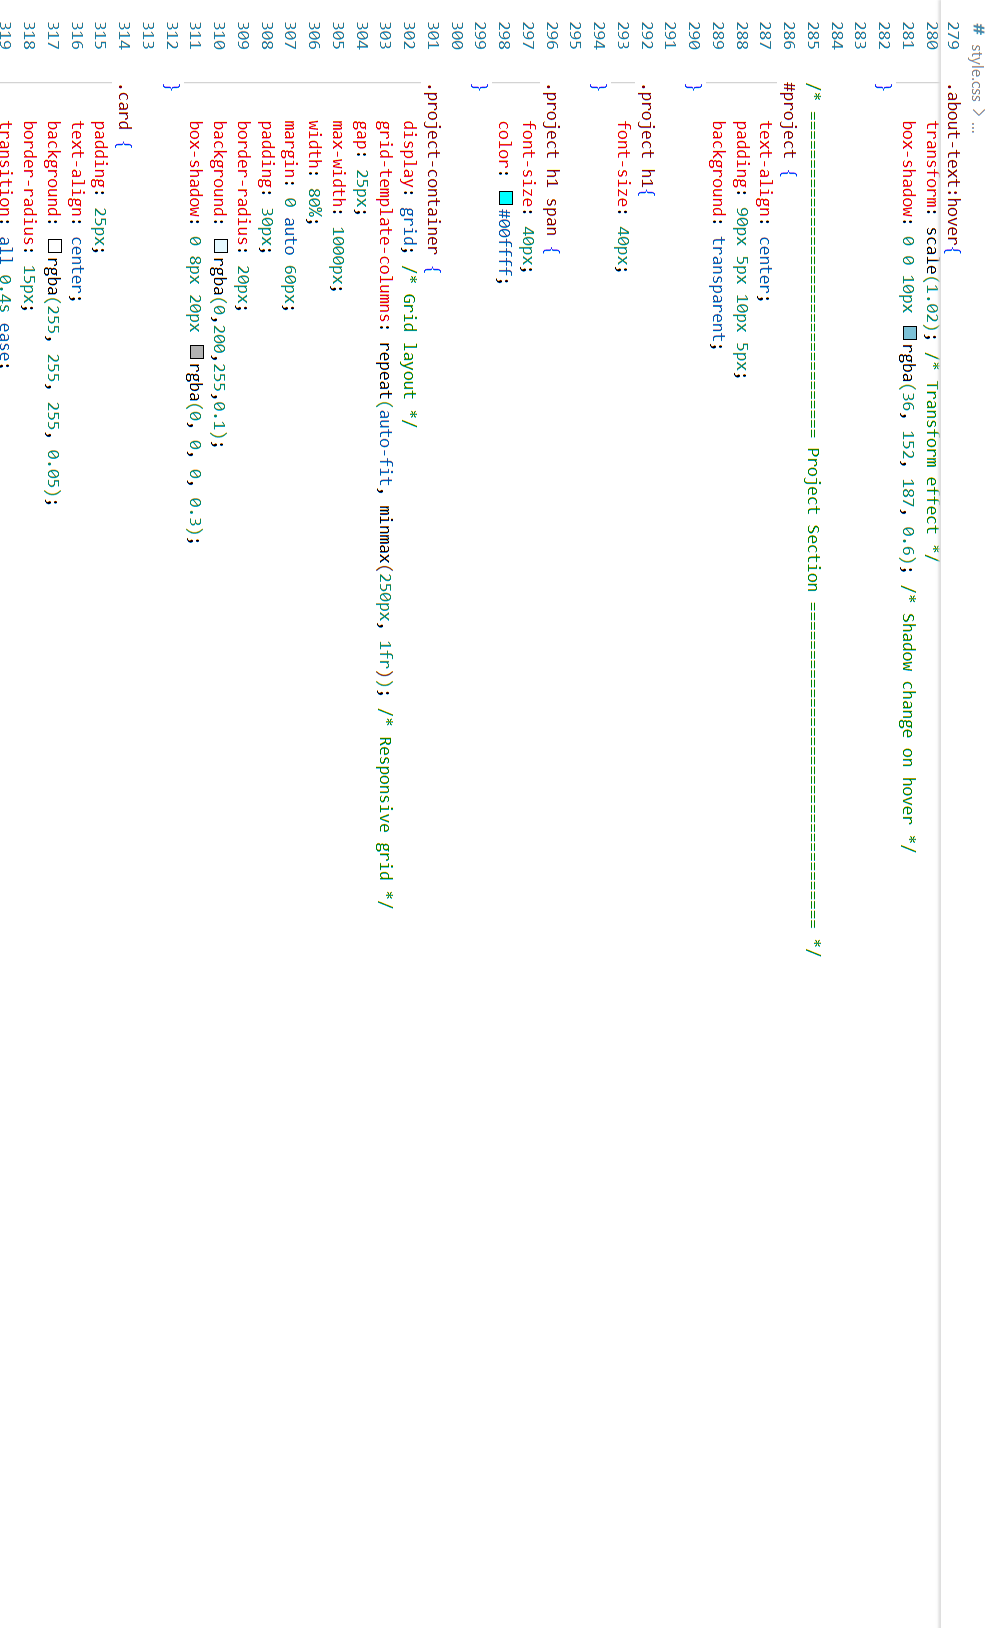 # style.css > ...
279 .about-text:hover{
280     transform: scale(1.02); /* Transform effect */
281     box-shadow: 0 0 10px rgba(36, 152, 187, 0.6); /* Shadow change on hover */
282 }
283
284
285 /* ================================== Project Section ================================== */
286 #project {
287     text-align: center;
288     padding: 90px 5px 10px 5px;
289     background: transparent;
290 }
291
292 .project h1{
293     font-size: 40px;
294 }
295
296 .project h1 span {
297     font-size: 40px;
298     color: #00ffff;
299 }
300
301 .project-container {
302     display: grid; /* Grid layout */
303     grid-template-columns: repeat(auto-fit, minmax(250px, 1fr)); /* Responsive grid */
304     gap: 25px;
305     max-width: 1000px;
306     width: 80%;
307     margin: 0 auto 60px;
308     padding: 30px;
309     border-radius: 20px;
310     background: rgba(0,200,255,0.1);
311     box-shadow: 0 8px 20px rgba(0, 0, 0, 0.3);
312 }
313
314 .card {
315     padding: 25px;
316     text-align: center;
317     background: rgba(255, 255, 255, 0.05);
318     border-radius: 15px;
319     transition: all 0.4s ease;